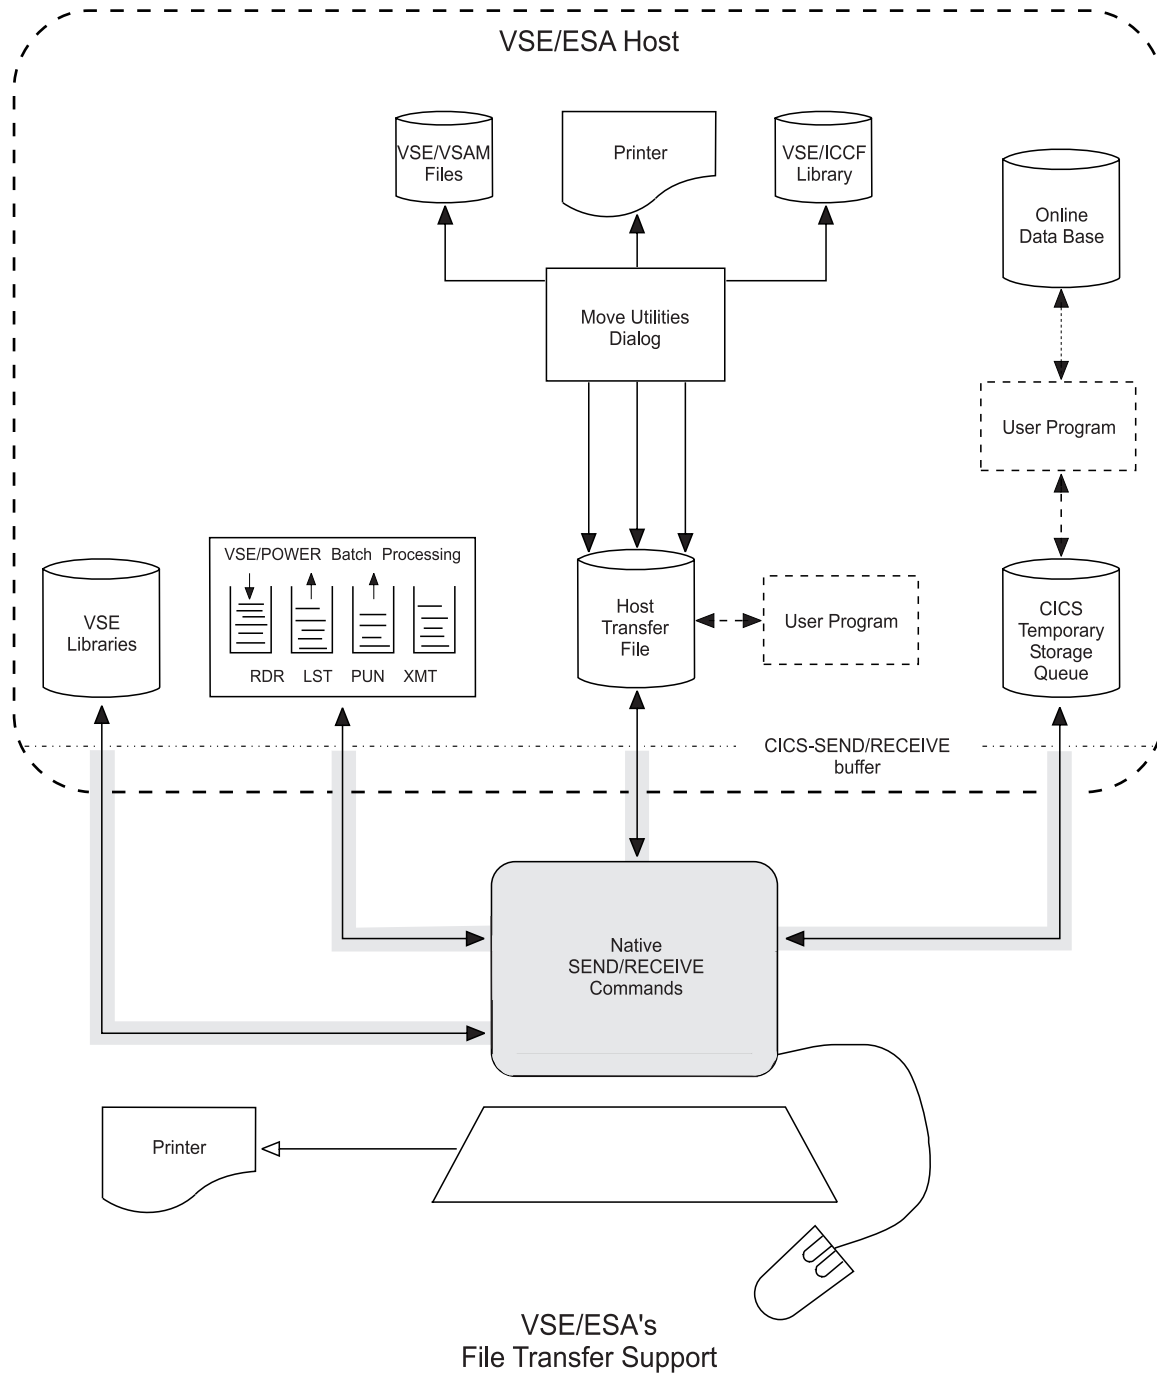 VSE/ESA Host
VSE/VSAM
Files
Printer
VSE/ICCF
Library
Online
Data Base
Move Utilities
Dialog
User Program
VSE/POWER Batch Processing
RDR LST PUN XMT
VSE
Libraries
Host
Transfer
File
User Program
CICS
Temporary
Storage
Queue
CICS-SEND/RECEIVE
buffer
Native
SEND/RECEIVE
Commands
Printer
VSE/ESA's
File Transfer Support